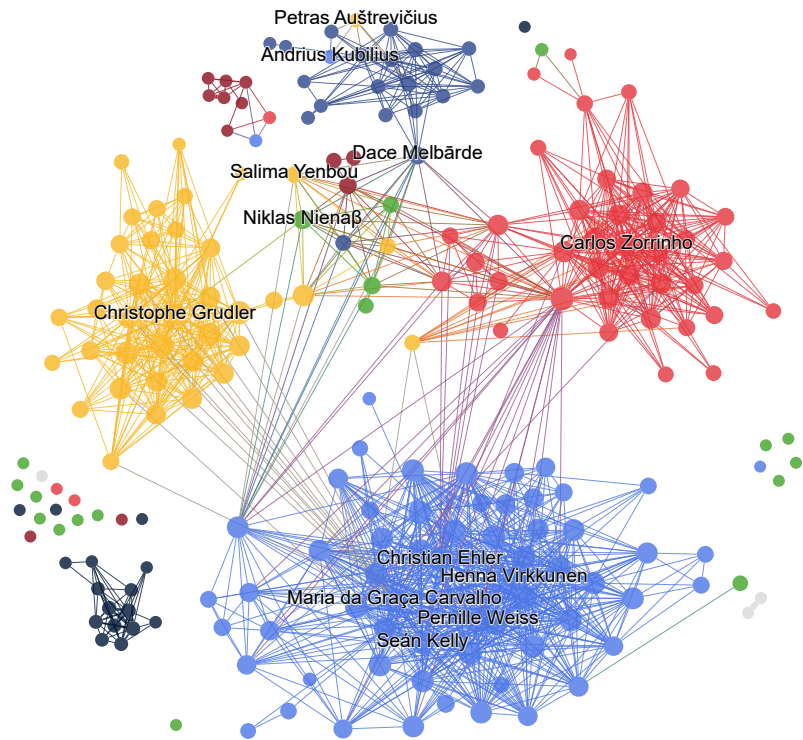 Petras Auštrevičius
Andrius Kubilius
Dace Melbārde
Salima Yenbou
Niklas Nienaβ
Carlos Zorrinho
Christophe Grudler
Christian Ehler
Henna Virkkunen
Maria da Graça Carvalho
Pernille Weiss
Seán Kelly